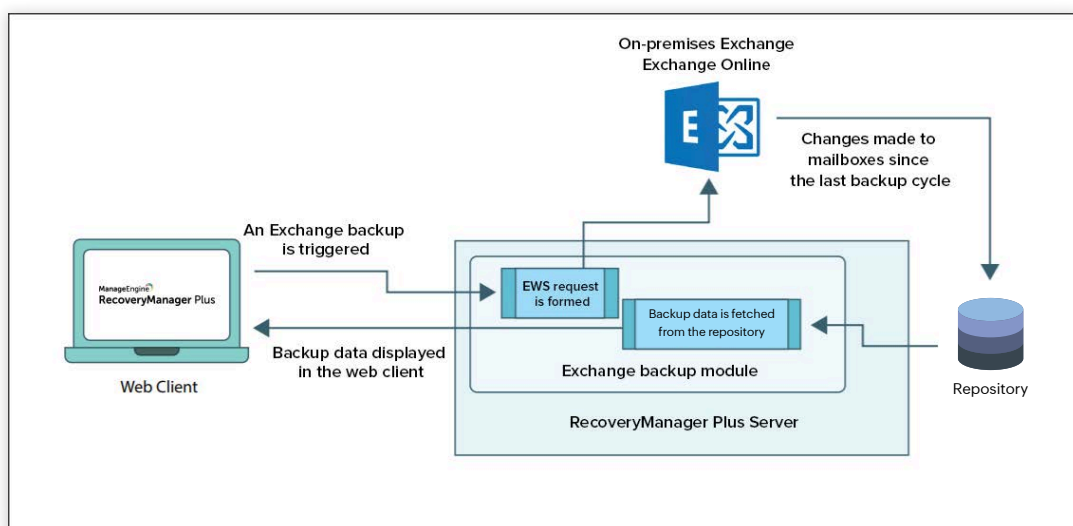 On-premises Exchange
Exchange Online
E
Changes made to
mailboxes since
the last backup cycle
An Exchange backup
is triggered
ManageEngine
RecoveryManager Plus
EWS request
is formed
Backup data is fetched
from the repository
Backup data displayed
in the web client
Exchange backup module
Web Client
Repository
RecoveryManager Plus Server